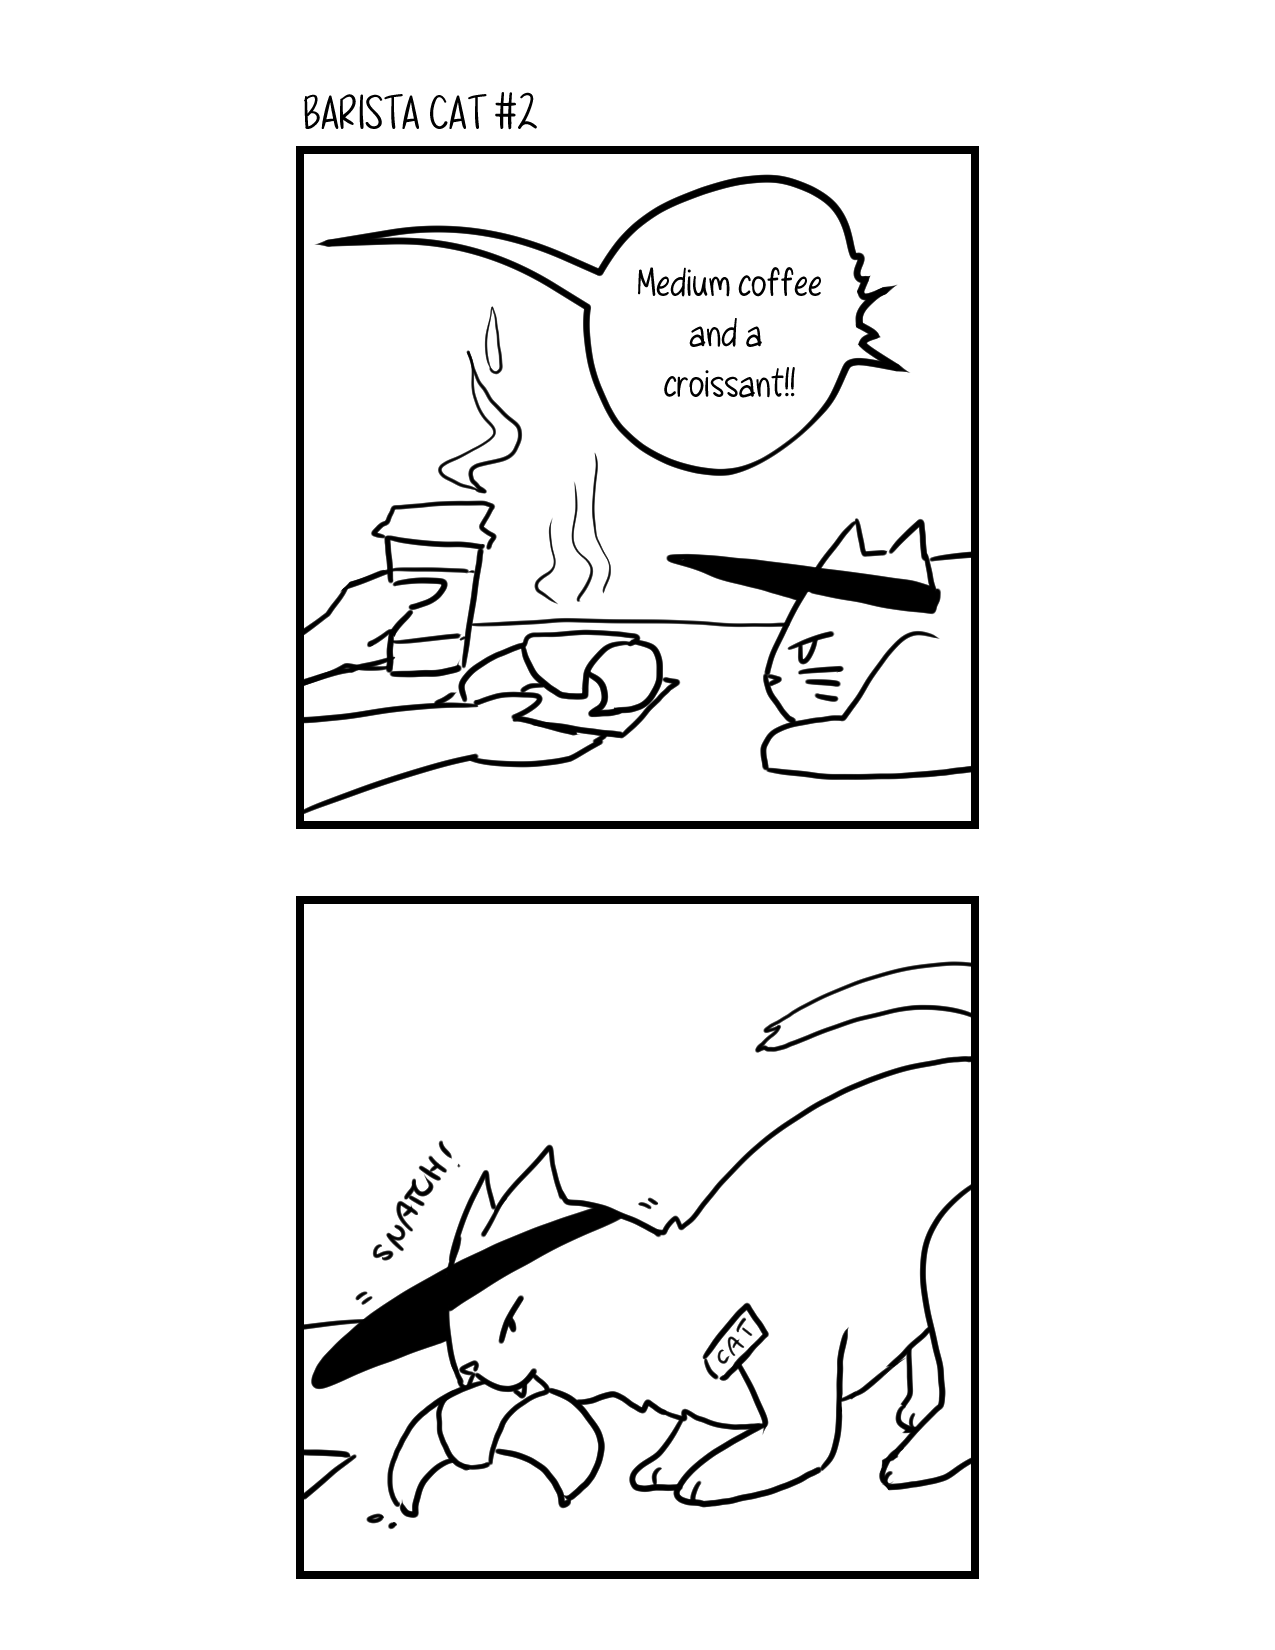 BARISTA CAT #2
Medium coffee
and a
croissant!!
SNATCH!
CAT